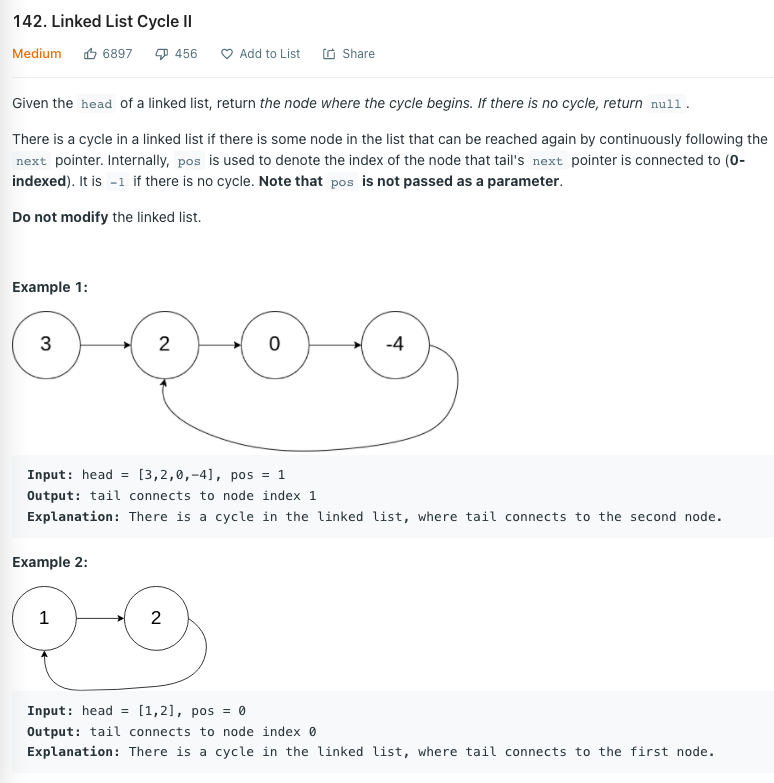 142. Linked List Cycle II
Medium 6897 456 Add to List Share
Given the head of a linked list, return the node where the cycle begins. If there is no cycle, return null .
There is a cycle in a linked list if there is some node in the list that can be reached again by continuously following the
next pointer. Internally, pos is used to denote the index of the node that tail's next pointer is connected to (0-
indexed). It is -1 if there is no cycle. Note that pos is not passed as a parameter.
Do not modify the linked list.
Example 1:
3 2 0 -4
Input: head = [3,2,0,-4], pos = 1
Output: tail connects to node index 1
Explanation: There is a cycle in the linked list, where tail connects to the second node.
Example 2:
1 2
Input: head = [1,2], pos = 0
Output: tail connects to node index 0
Explanation: There is a cycle in the linked list, where tail connects to the first node.